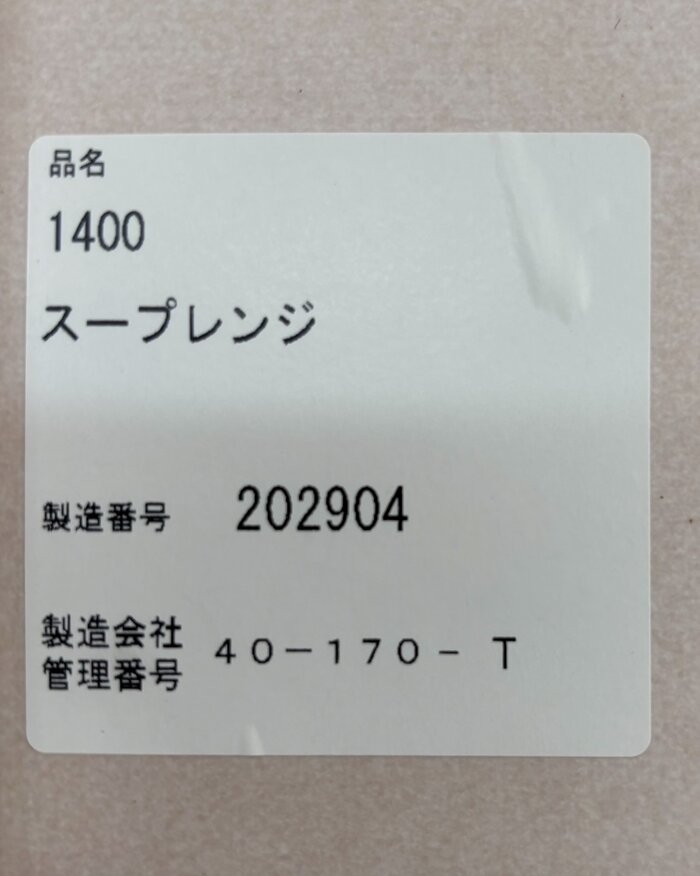 品名
1400
スープレンジ
製造番号 202904
製造会社
管理番号 40－170－ T